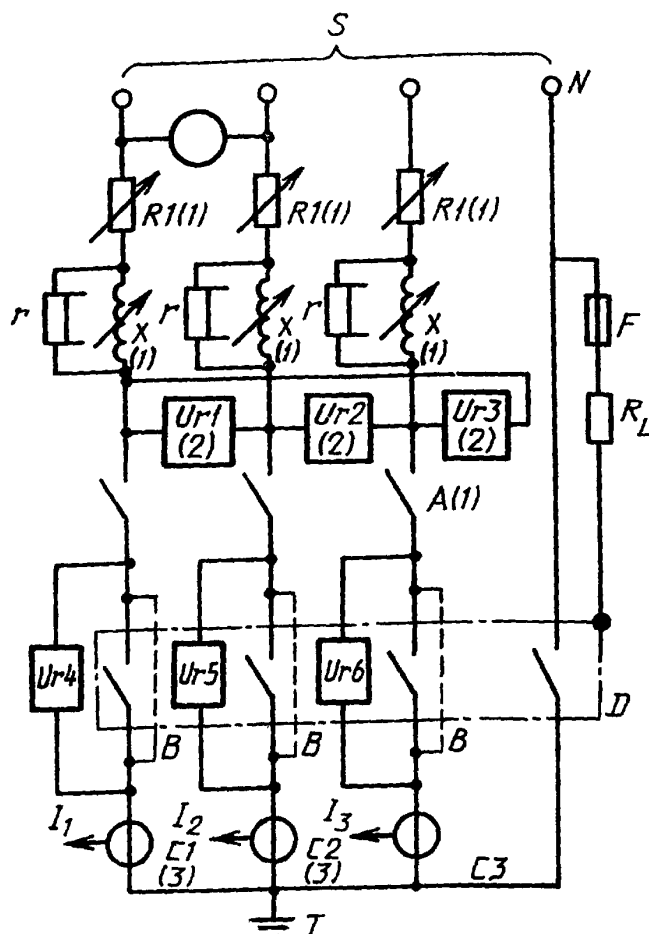 S
N
R1(1) R1(1) R1(1)
r r r F
X X X
(1) (1) (1)
Ur1 Ur2 Ur3 RL
(2) (2) (2)
A(1)
Ur4 Ur5 Ur6
B B B D
I1 I2 I3
C1 C2 C3
(3) (3)
T